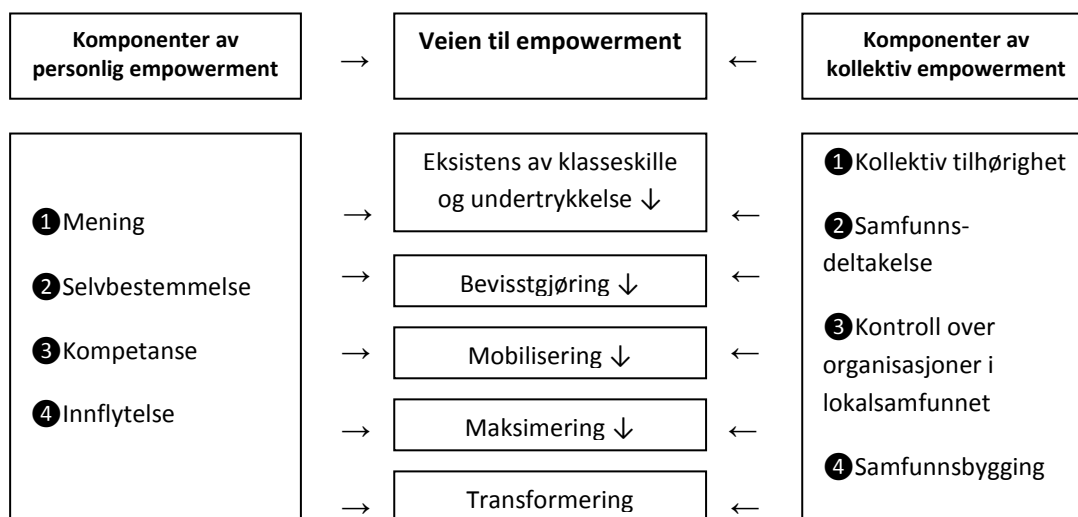 Komponenter av
personlig empowerment
→
Veien til empowerment
←
Komponenter av
kollektiv empowerment
❶Mening
❷Selvbestemmelse
❸Kompetanse
❹Innflytelse
→
Eksistens av klasseskille
og undertrykkelse ↓
←
→
Bevisstgjøring ↓
←
→
Mobilisering ↓
←
→
Maksimering ↓
←
→
Transformering
←
❶Kollektiv tilhørighet
❷Samfunns-
deltakelse
❸Kontroll over
organisasjoner i
lokalsamfunnet
❹Samfunnsbygging